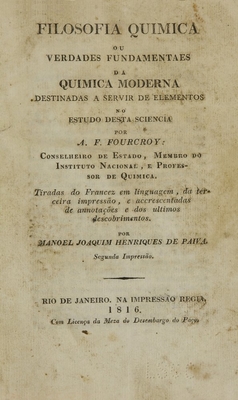 FILOSOFIA QUIMICA
OU
VERDADES FUNDAMENTAES
DA
QUIMICA MODERNA
DESTINADAS A SERVIR DE ELEMENTOS
NO
ESTUDO DESTA SCIENCIA
POR
A. F. FOURCROY:
CONSELHEIRO DE ESTADO, MEMBRO DO
INSTITUTO NACIONAL, E PROFES-
SOR DE QUIMICA.
Tiradas do Francez em linguagem, da ter-
ceira impressão, e accrescentadas
de annotações e dos ultimos
descobrimentos.
POR
MANOEL JOAQUIM HENRIQUES DE PAIVA.
Segunda Impressão.
RIO DE JANEIRO. NA IMPRESSÃO REGIA,
1816.
Com Licença da Meza do Desembargo do Paço.